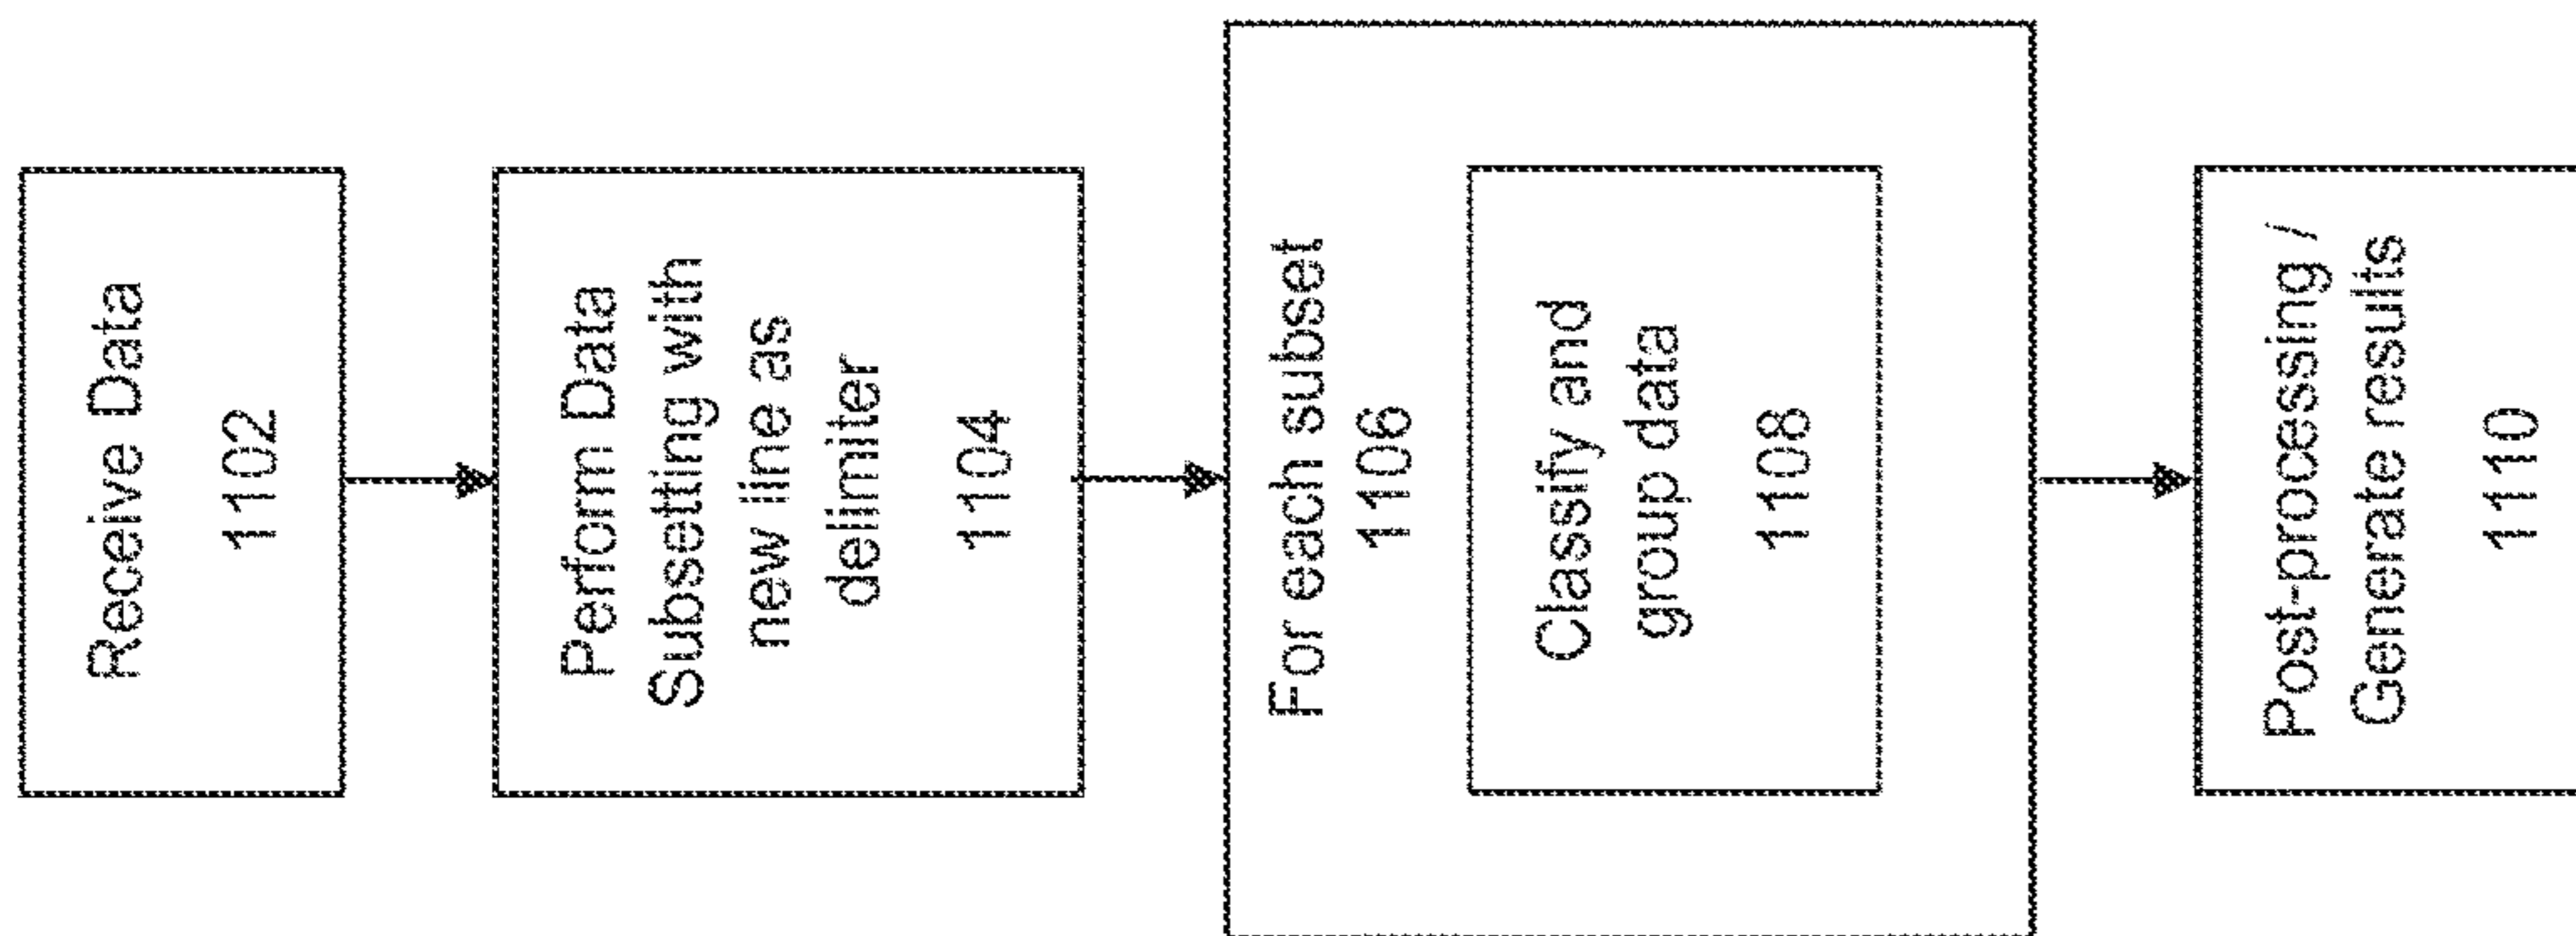 Receive Data
1102
Perform Data
Subsetting with
new line as
delimiter
1104
For each subset
1106
Classify and
group data
1108
Post-processing /
Generate results
1110